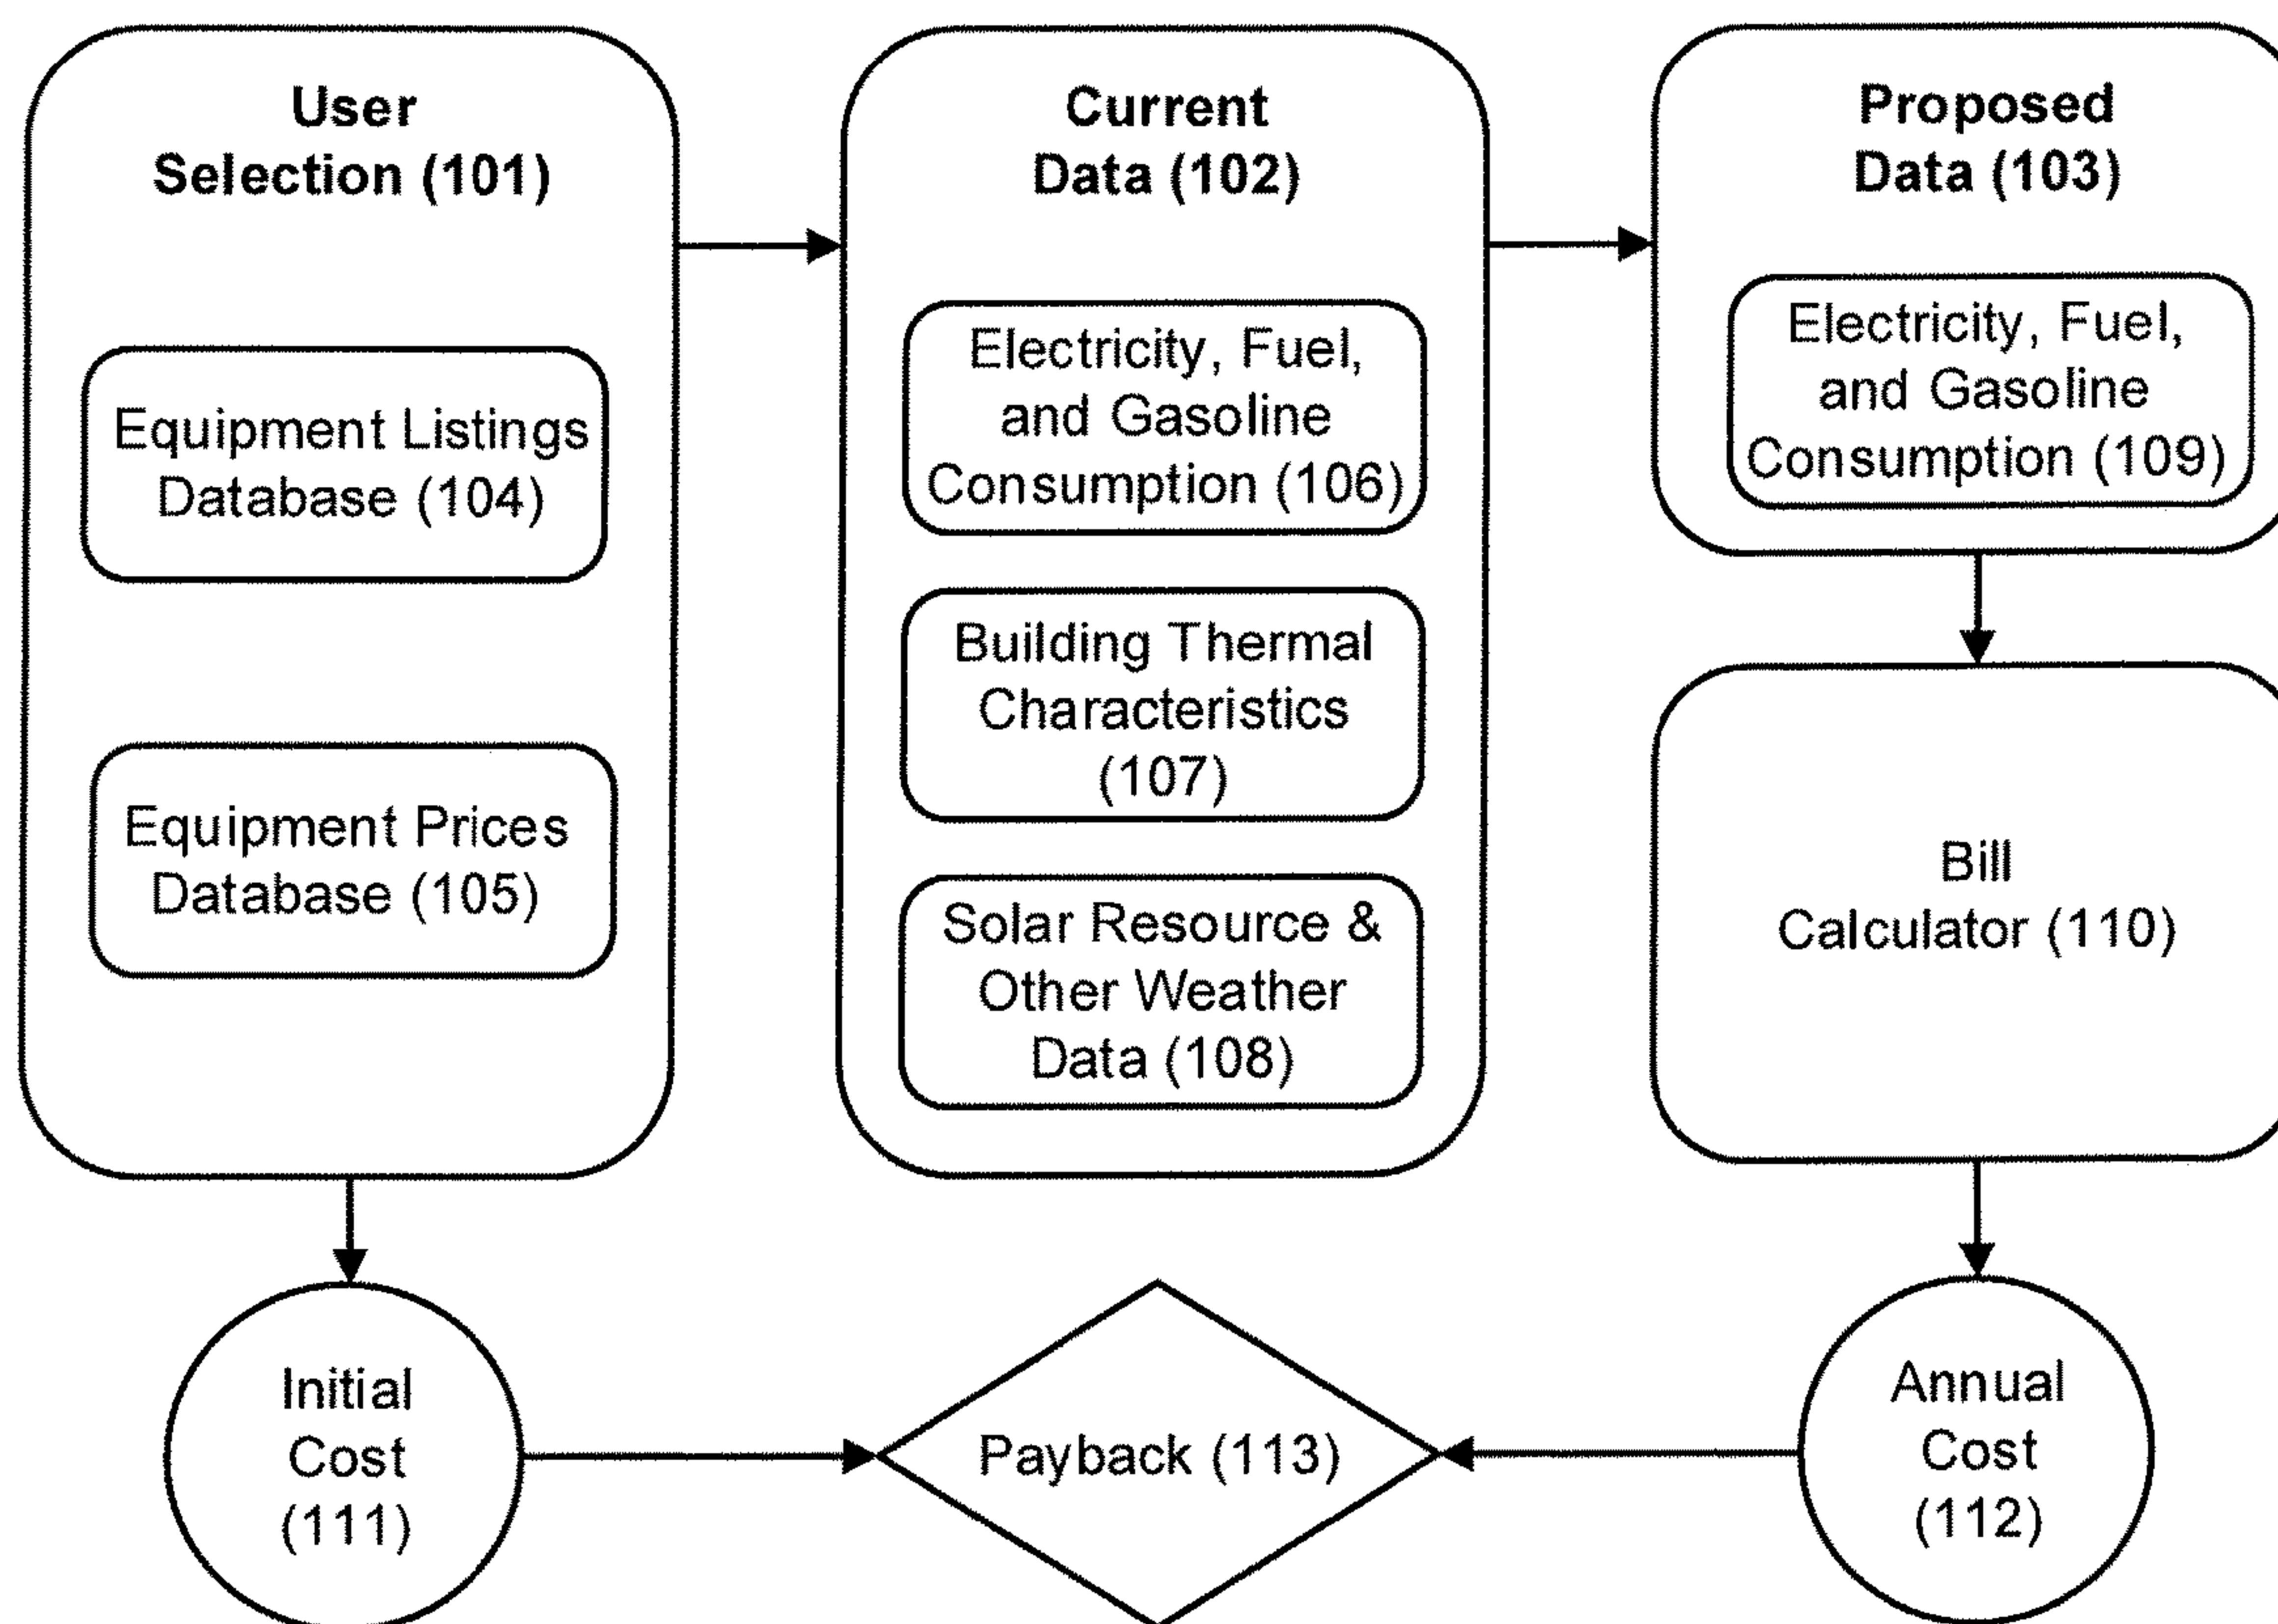 User
Selection (101)
Equipment Listings
Database (104)
Equipment Prices
Database (105)
Current
Data (102)
Electricity, Fuel,
and Gasoline
Consumption (106)
Building Thermal
Characteristics
(107)
Solar Resource &
Other Weather
Data (108)
Proposed
Data (103)
Electricity, Fuel,
and Gasoline
Consumption (109)
Bill
Calculator (110)
Initial
Cost
(111)
Payback (113)
Annual
Cost
(112)